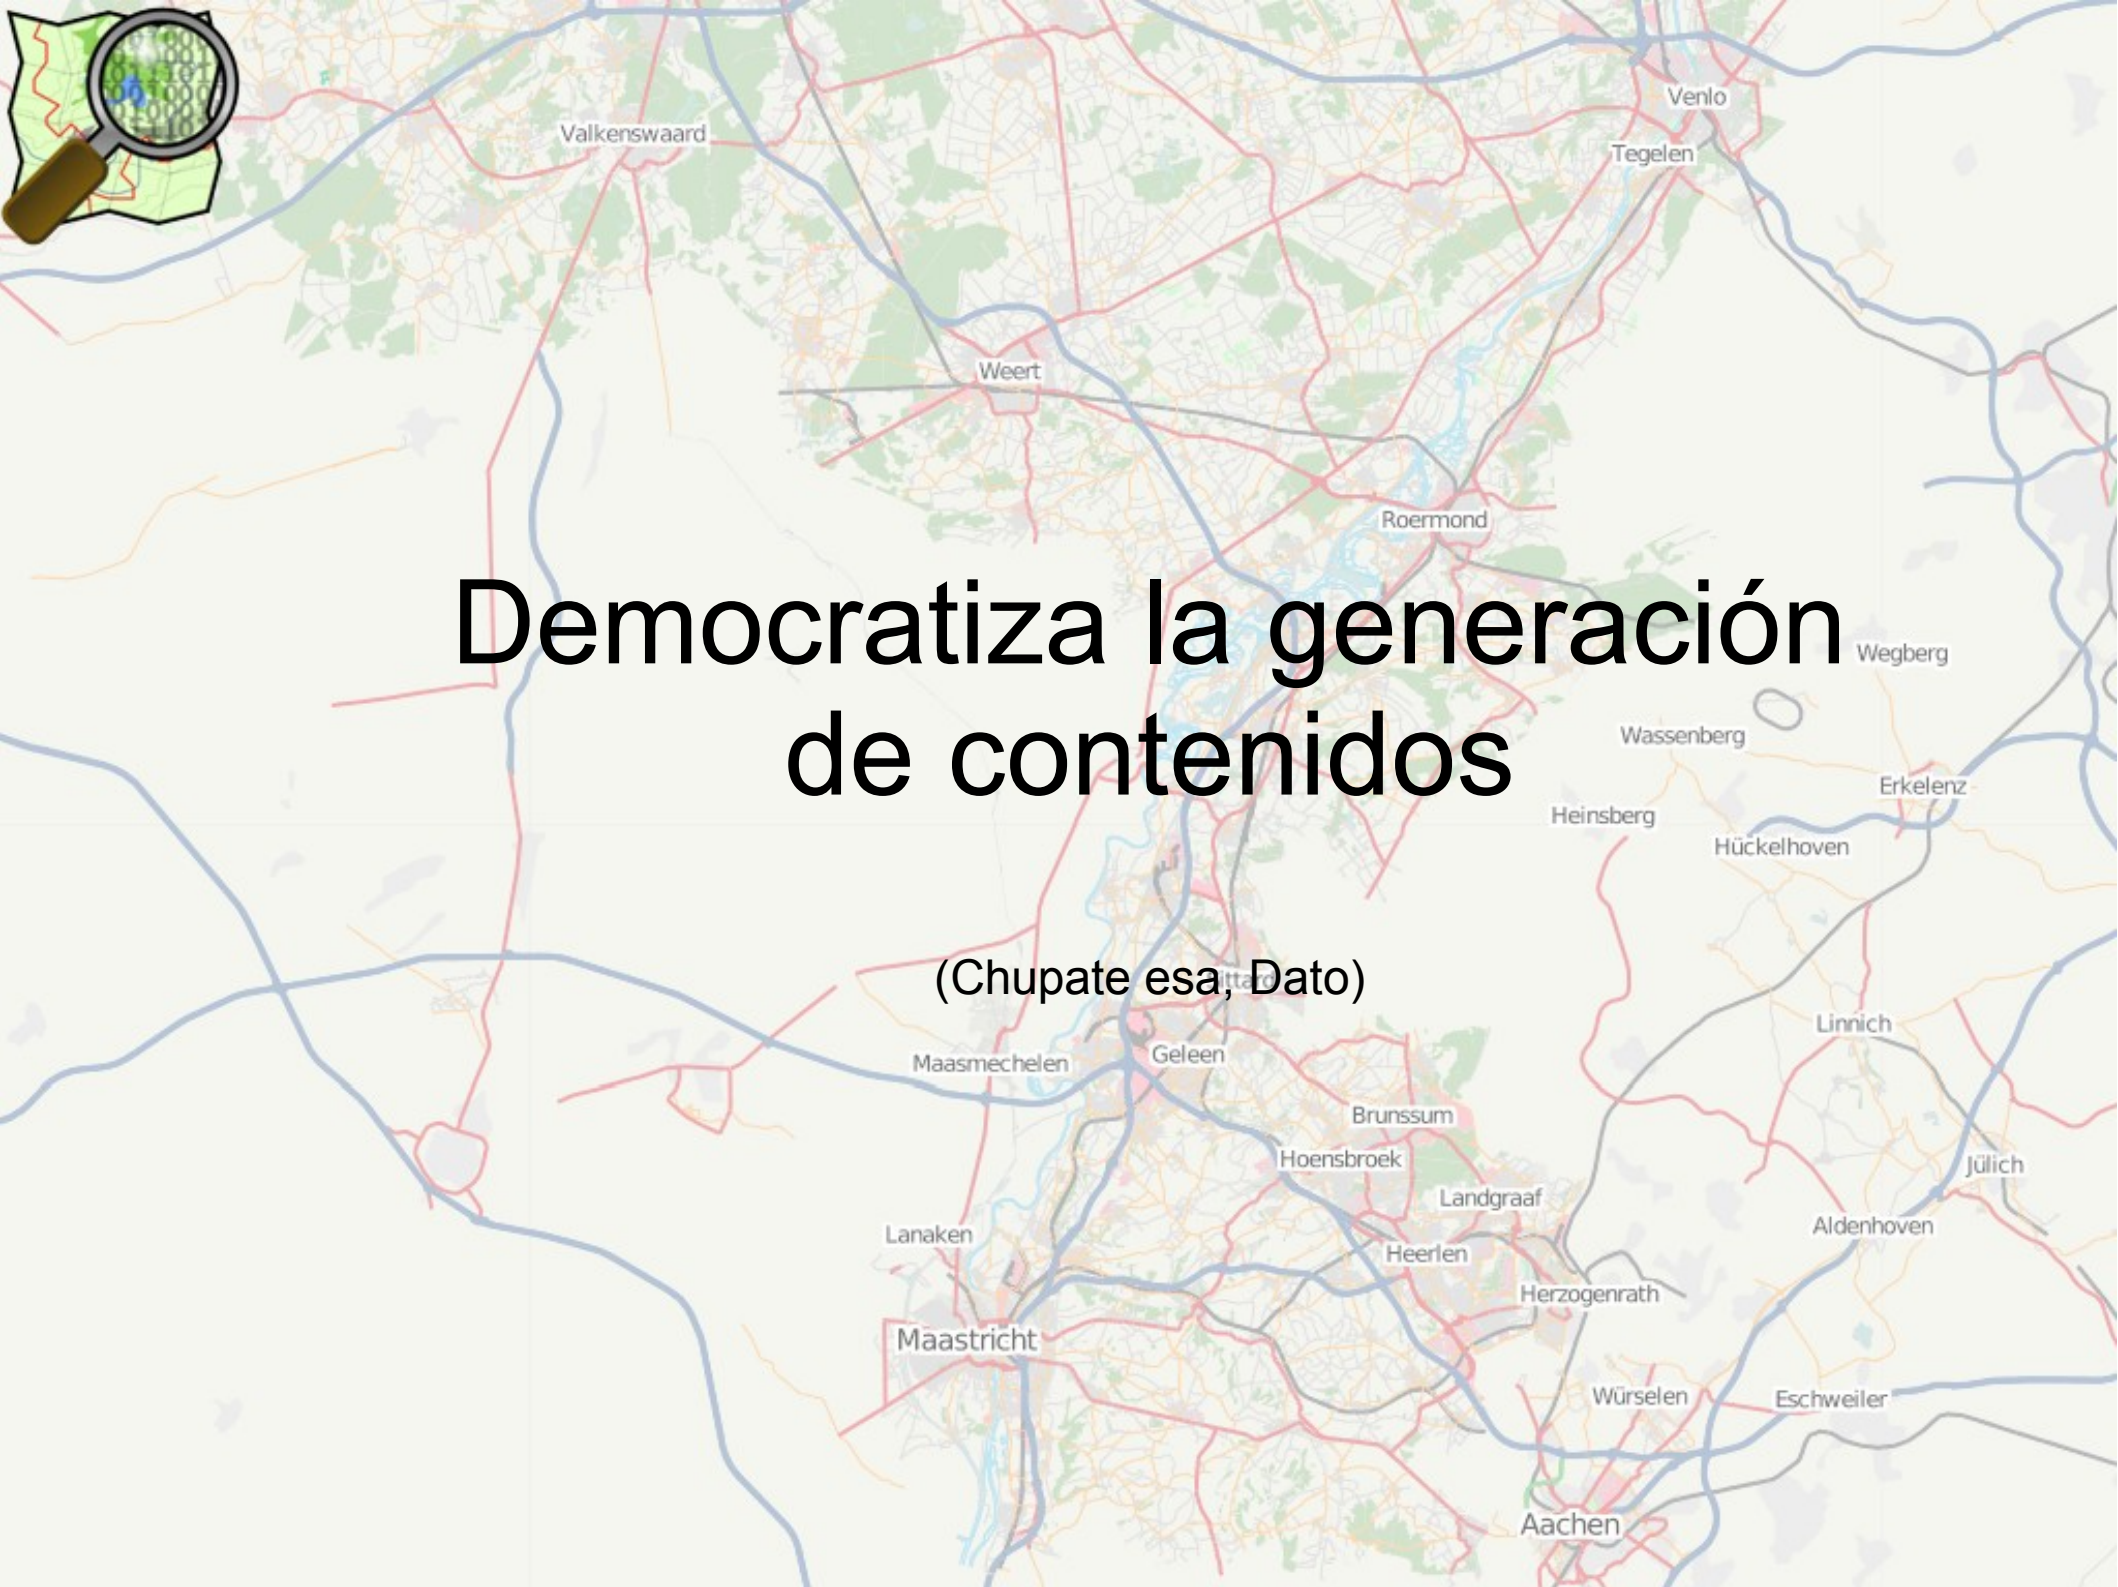 Venlo
Valkenswaard
Tegelen
Weert
Roermond
Democratiza la generación
de contenidos
Wegberg
Wassenberg
Erkelenz
Heinsberg
Hückelhoven
(Chupate esa, Dato)
Sittard
Linnich
Maasmechelen
Geleen
Brunssum
Hoensbroek
Jülich
Landgraaf
Lanaken
Aldenhoven
Heerlen
Herzogenrath
Maastricht
Würselen
Eschweiler
Aachen